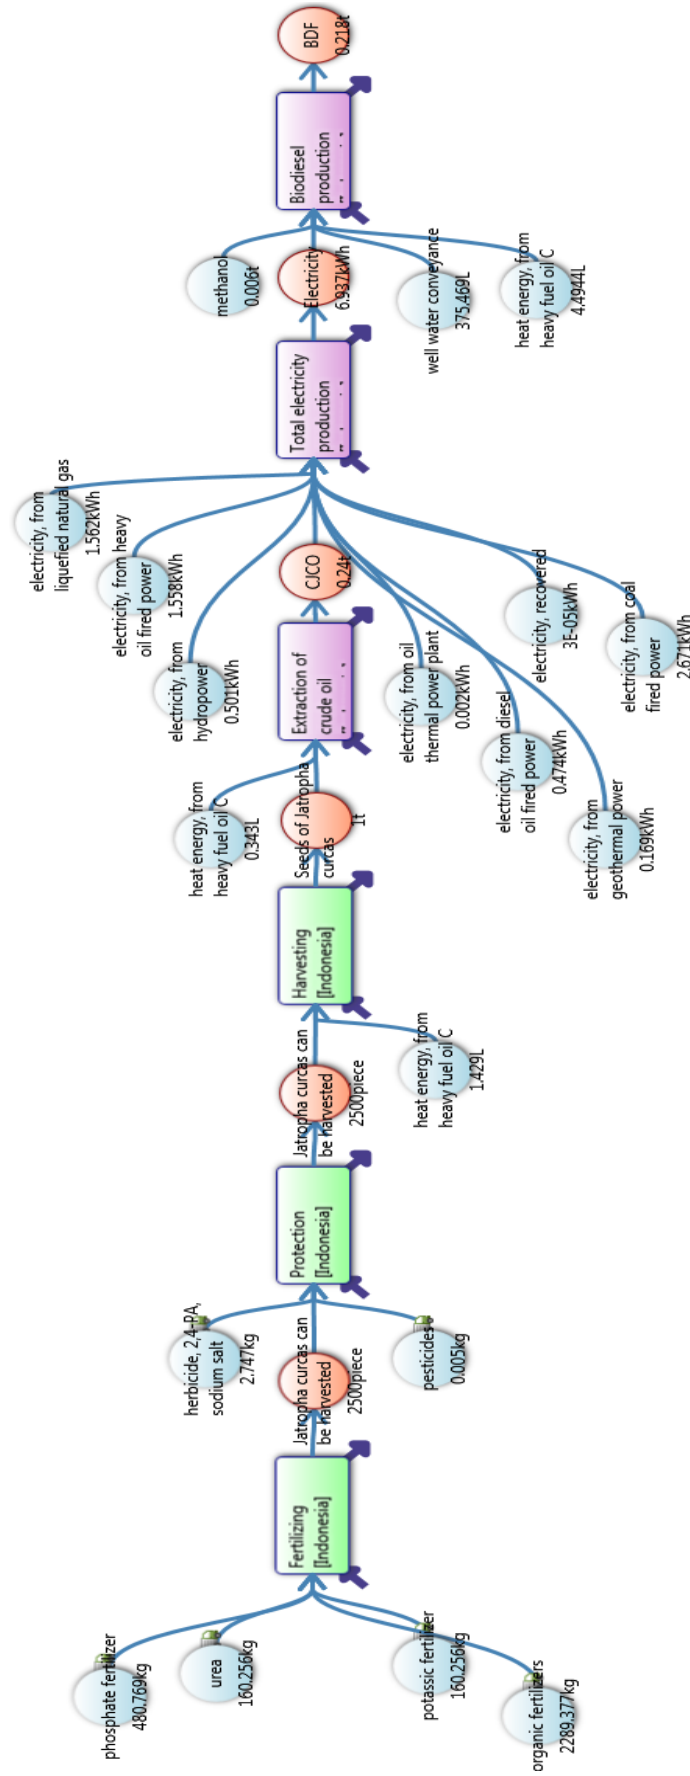 phosphate fertilizer
480.769kg
urea
160.256kg
potassic fertilizer
160.256kg
organic fertilizers
2289.377kg
Fertilizing
[Indonesia]
Jatropha curcas can
be harvested
2500piece
herbicide, 2,4-PA,
sodium salt
2.747kg
pesticides
0.005kg
Protection
[Indonesia]
Jatropha curcas can
be harvested
2500piece
heat energy, from
heavy fuel oil C
1.429L
Harvesting
[Indonesia]
Seeds of Jatropha
curcas
1t
heat energy, from
heavy fuel oil C
0.343L
Extraction of
crude oil
CJCO
0.24t
electricity, from
liquefied natural gas
1.562kWh
electricity, from heavy
oil fired power
1.558kWh
electricity, from
hydropower
0.501kWh
electricity, from oil
thermal power plant
0.002kWh
electricity, from diesel
oil fired power
0.474kWh
electricity, from
geothermal power
0.169kWh
electricity, recovered
3E-05kWh
electricity, from coal
fired power
2.671kWh
Total electricity
production
Electricity
6.937kWh
methanol
0.006t
well water conveyance
375.469L
heat energy, from
heavy fuel oil C
4.4944L
Biodiesel
production
BDF
0.218t